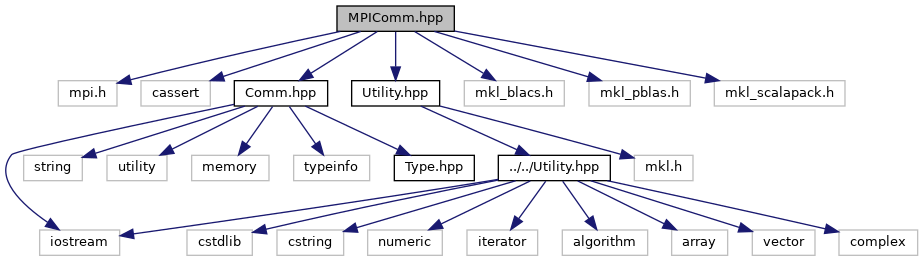 MPIComm.hpp
mpi.h
cassert
Comm.hpp
Utility.hpp
mkl_blacs.h
mkl_pblas.h
mkl_scalapack.h
string
utility
memory
typeinfo
Type.hpp
../../Utility.hpp
mkl.h
iostream
cstdlib
cstring
numeric
iterator
algorithm
array
vector
complex